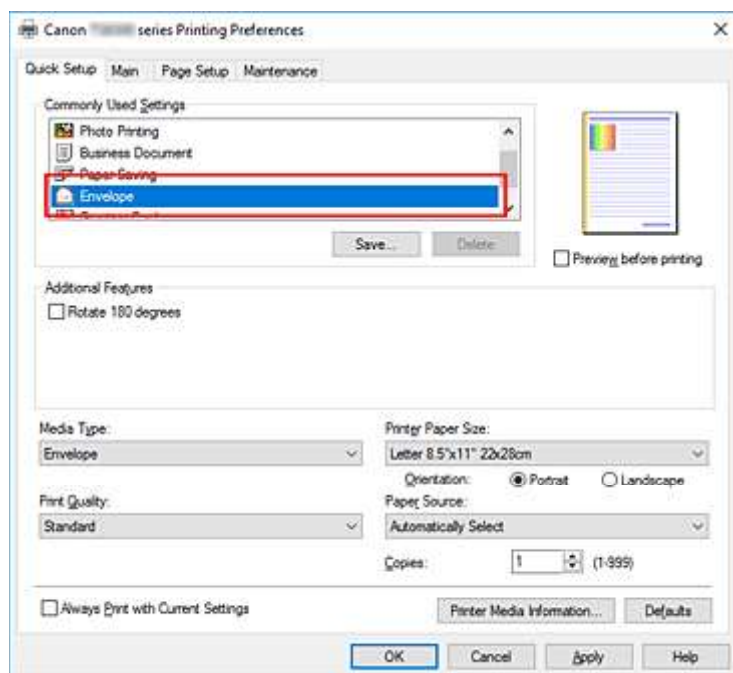 Canon series Printing Preferences
Quick Setup Main Page Setup Maintenance
Commonly Used Settings
Photo Printing
Business Document
Paper Saving
Envelope
Save... Delete
Preview before printing
Additional Features
Rotate 180 degrees
Media Type: Printer Paper Size:
Envelope Letter 8.5"x11" 22x28cm
Orientation: Portrait Landscape
Print Quality: Paper Source:
Standard Automatically Select
Copies: 1 (1-999)
Always Print with Current Settings Printer Media Information... Defaults
OK Cancel Apply Help